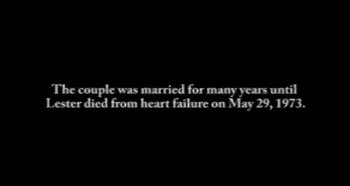 The couple was married for many years until
Lester died from heart failure on May 29, 1973.